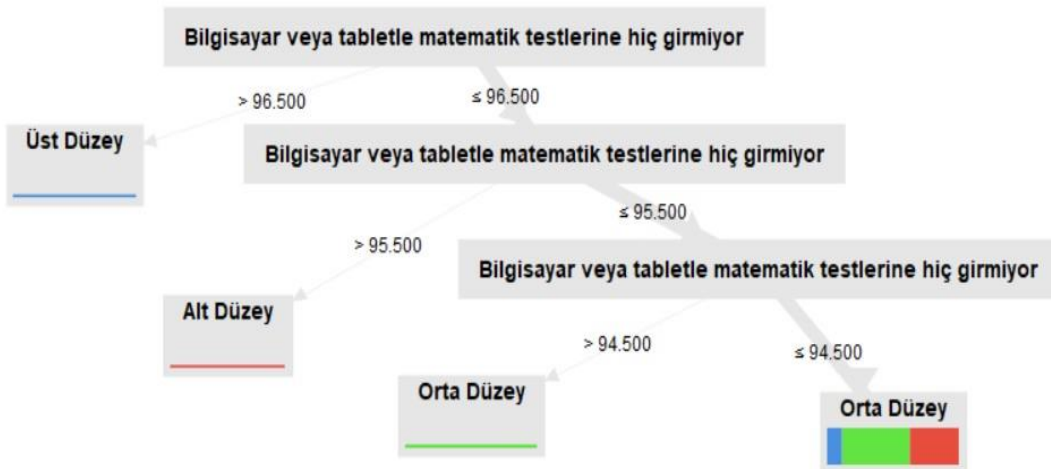 Bilgisayar veya tabletle matematik testlerine hiç girmiyor
> 96.500
≤ 96.500
Üst Düzey
Bilgisayar veya tabletle matematik testlerine hiç girmiyor
> 95.500
≤ 95.500
Bilgisayar veya tabletle matematik testlerine hiç girmiyor
Alt Düzey
> 94.500
≤ 94.500
Orta Düzey
Orta Düzey